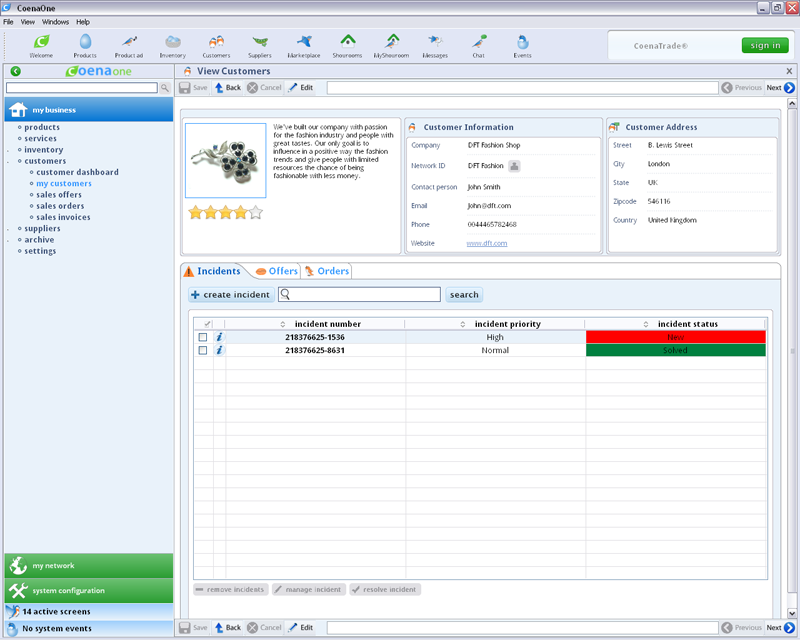 CoenaOne
File View Windows Help
Welcome Products Product ad Inventory Customers Suppliers Marketplace Showrooms MyShowroom Messages Chat Events
CoenaTrade® sign in
Coenaone
View Customers
Save Back Cancel Edit Previous Next
my business
products
services
inventory
customers
customer dashboard
my customers
sales offers
sales orders
sales invoices
suppliers
archive
settings
We've built our company with passion
for the fashion industry and people with
great tastes. Our only goal is to
influence in a positive way the fashion
trends and give people with limited
resources the chance of being
fashionable with less money.
Customer Information
Company DFT Fashion Shop
Network ID DFT Fashion
Contact person John Smith
Email John@dft.com
Phone 0044465782468
Website www.dft.com
Customer Address
Street B. Lewis Street
City London
State UK
Zipcode 546116
Country United Kingdom
Incidents Offers Orders
create incident search
incident number incident priority incident status
218376625-1536 High New
218376625-8631 Normal Solved
remove incidents manage incident resolve incident
my network
system configuration
14 active screens
No system events
Save Back Cancel Edit Previous Next